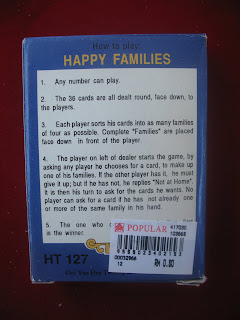 How to play:
HAPPY FAMILIES
1. Any number can play.
2. The 36 cards are all dealt round, face down, to
the players.
3. Each player sorts his cards into as many families
of four as possible. Complete "Families" are placed
face down in front of the player.
4. The player on left of dealer starts the game, by
asking any player he chooses for a card, to make up
one of his families. If the other player has it, he must
give it up; but if he has not, he replies "Not at Home".
It is then his turn to ask for the cards he wants. No
player can ask for a card if he has not already one
or more of the same family in his hand.
5. The one who
is the winner.
POPULAR
HT 127
00032966
12
RM 0.80